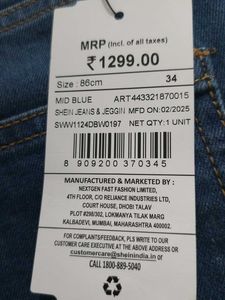 MRP (Incl. of all taxes)
₹1299.00
Size : 86cm 34
MID BLUE ART443321870015
SHEIN JEANS & JEGGIN MFD ON: 02/2025
SWW1124DBW0197 NET QTY: 1 UNIT
8 909200 370345
MANUFACTURED & MARKETED BY :
NEXTGEN FAST FASHION LIMITED,
4TH FLOOR, C/O RELIANCE INDUSTRIES LTD,
COURT HOUSE, DHOBI TALAV
PLOT #298/302, LOKMANYA TILAK MARG
KALBADEVI, MUMBAI, MAHARASHTRA 400002.
FOR COMPLAINTS/FEEDBACK, PLS WRITE TO OUR
CUSTOMER CARE EXECUTIVE AT THE ABOVE ADDRESS OR
customercare@sheinindia.in
or
CALL 1800-889-5040